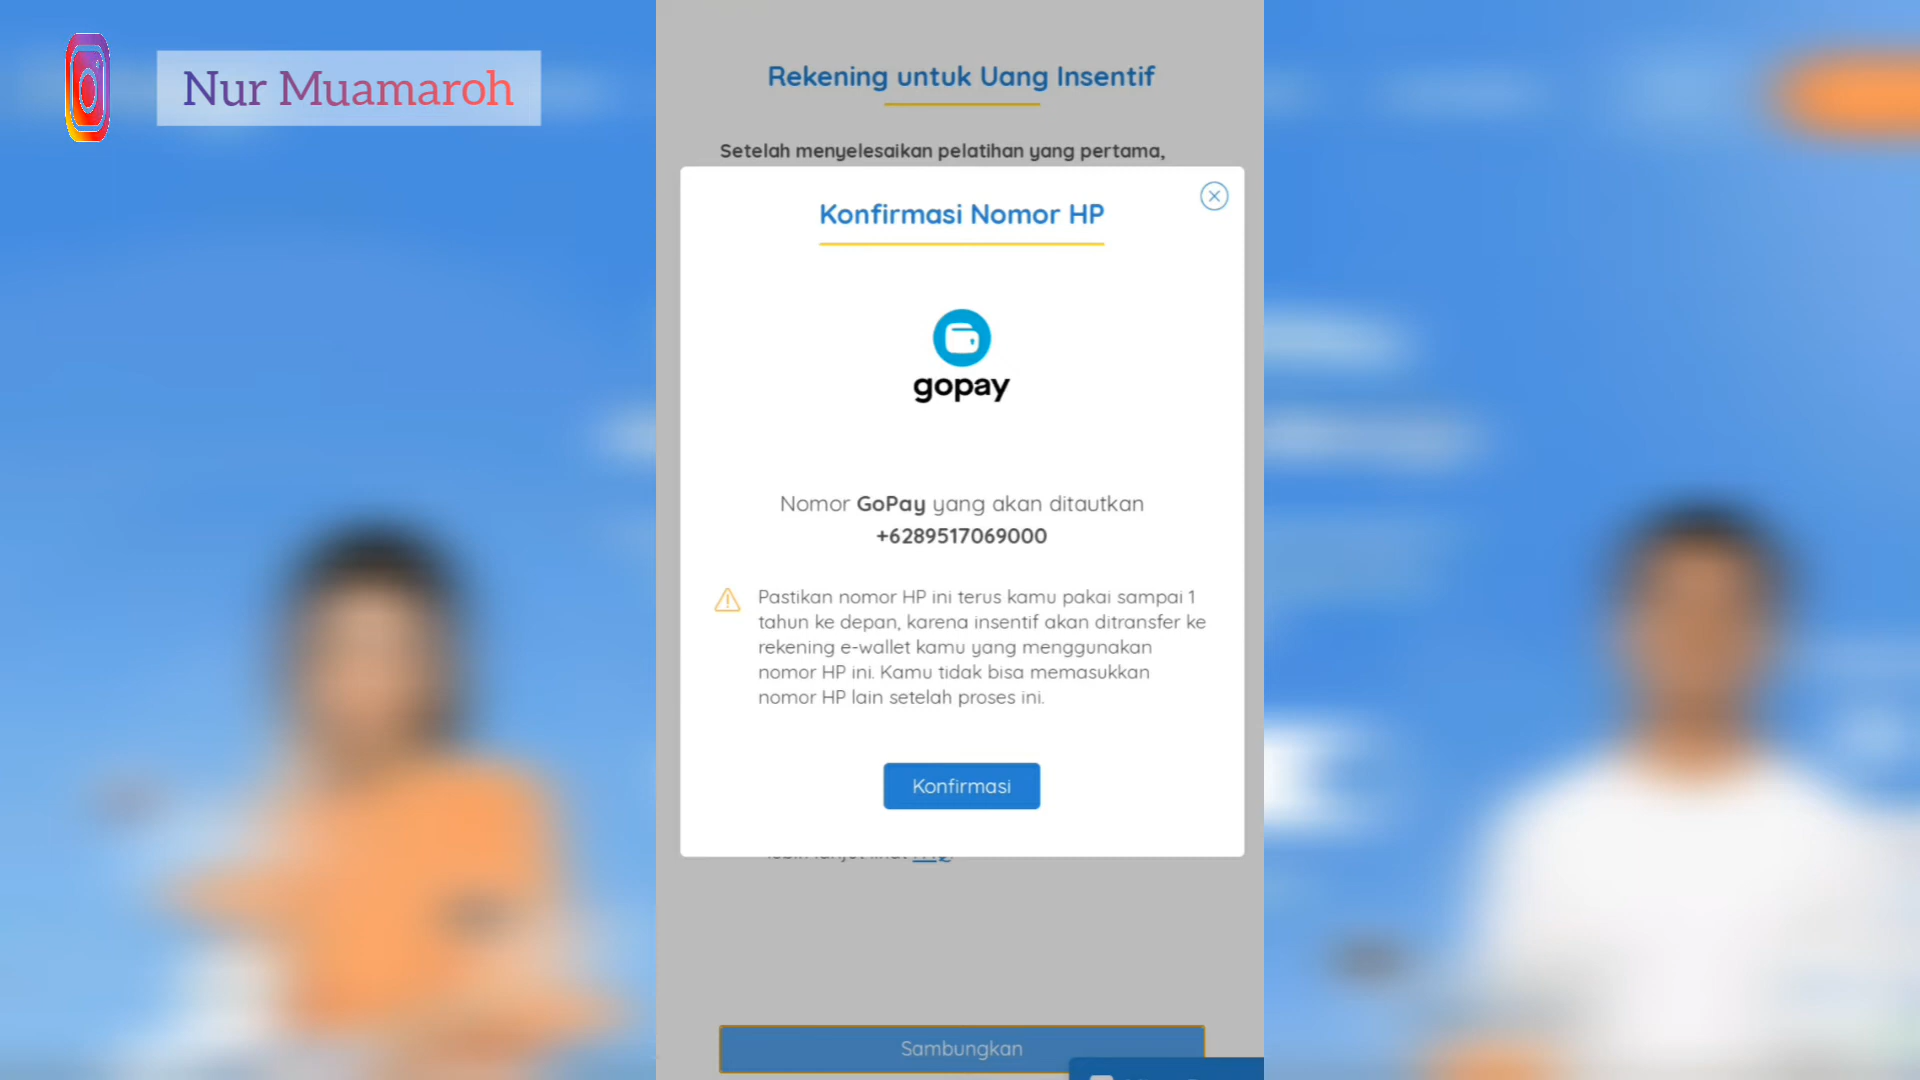 Nur Muamaroh
Rekening untuk Uang Insentif
Setelah menyelesaikan pelatihan yang pertama,
Konfirmasi Nomor HP
gopay
Nomor GoPay yang akan ditautkan
+6289517069000
Pastikan nomor HP ini terus kamu pakai sampai 1
tahun ke depan, karena insentif akan ditransfer ke
rekening e-wallet kamu yang menggunakan
nomor HP ini. Kamu tidak bisa memasukkan
nomor HP lain setelah proses ini.
Konfirmasi
Sambungkan